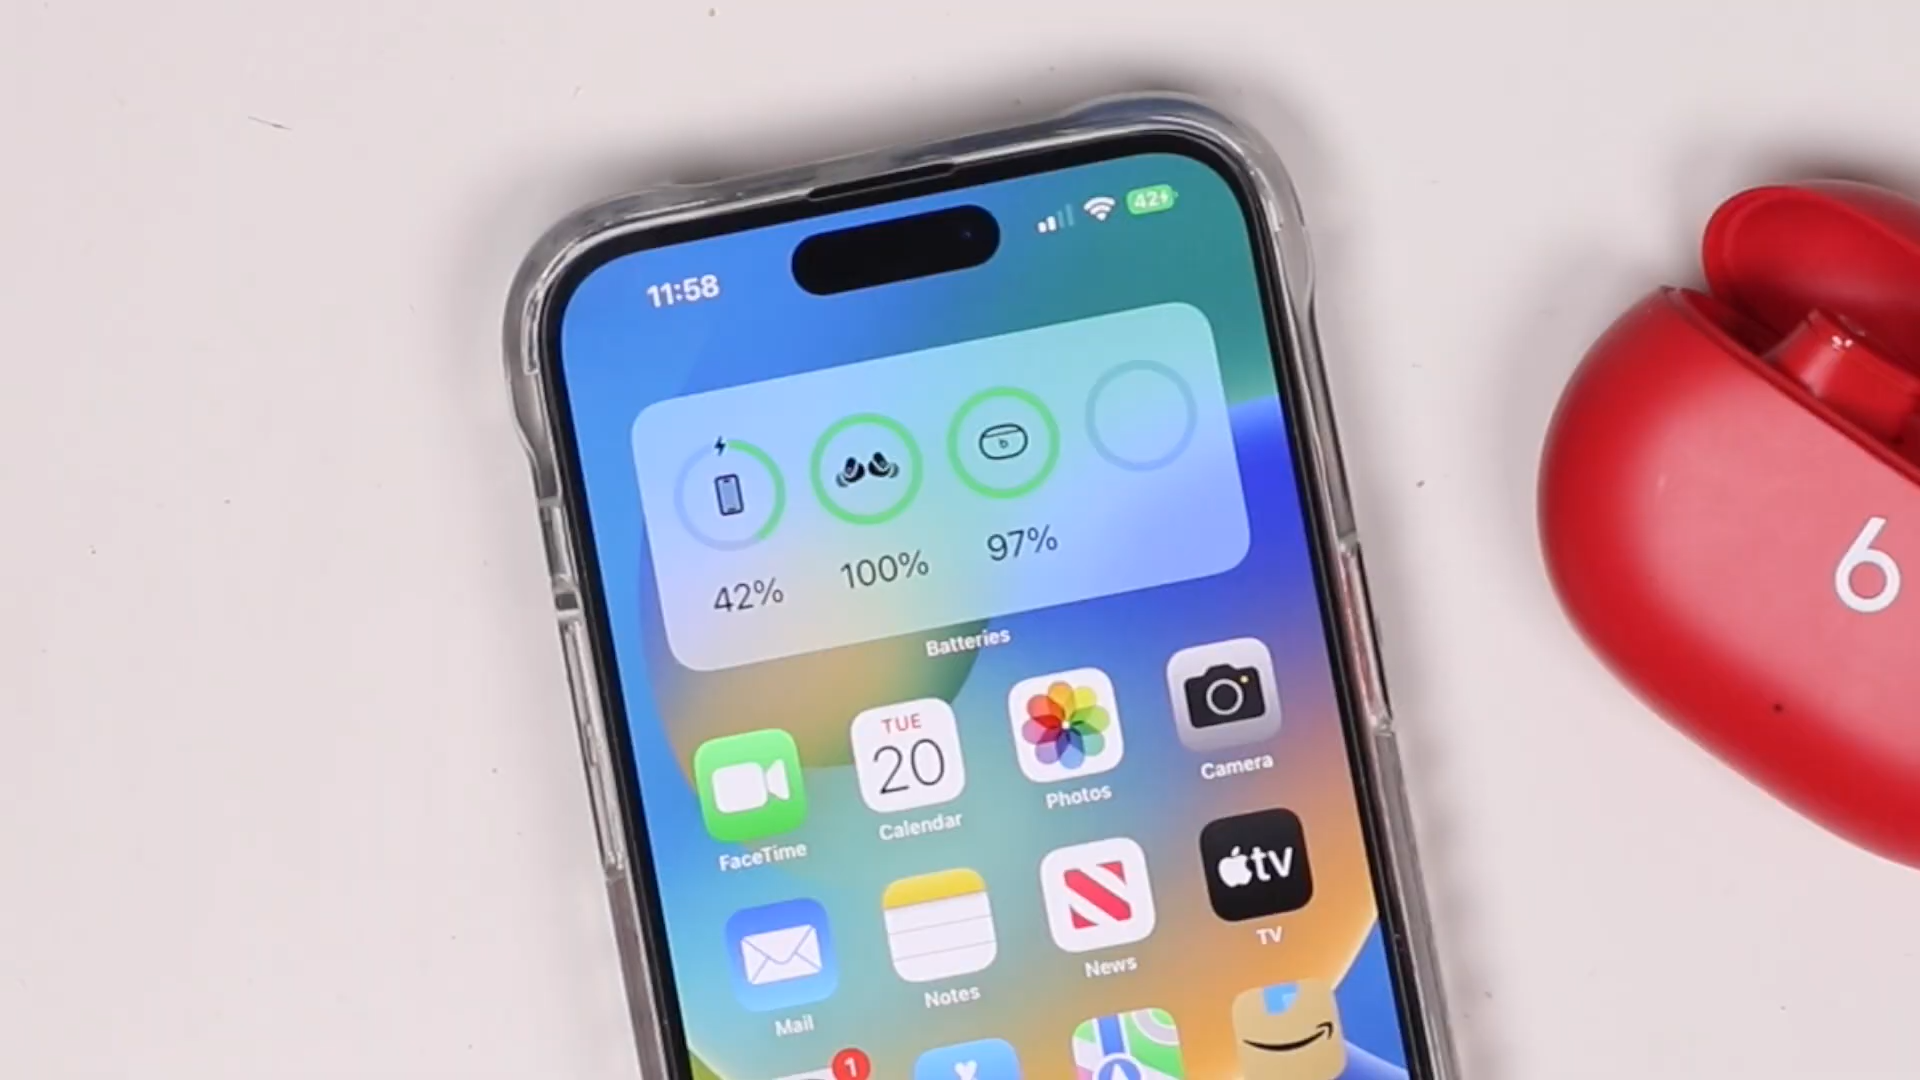 11:58
42
42%
100%
97%
Batteries
FaceTime
TUE
20
Calendar
Photos
Camera
Mail
Notes
News
tv
TV
1